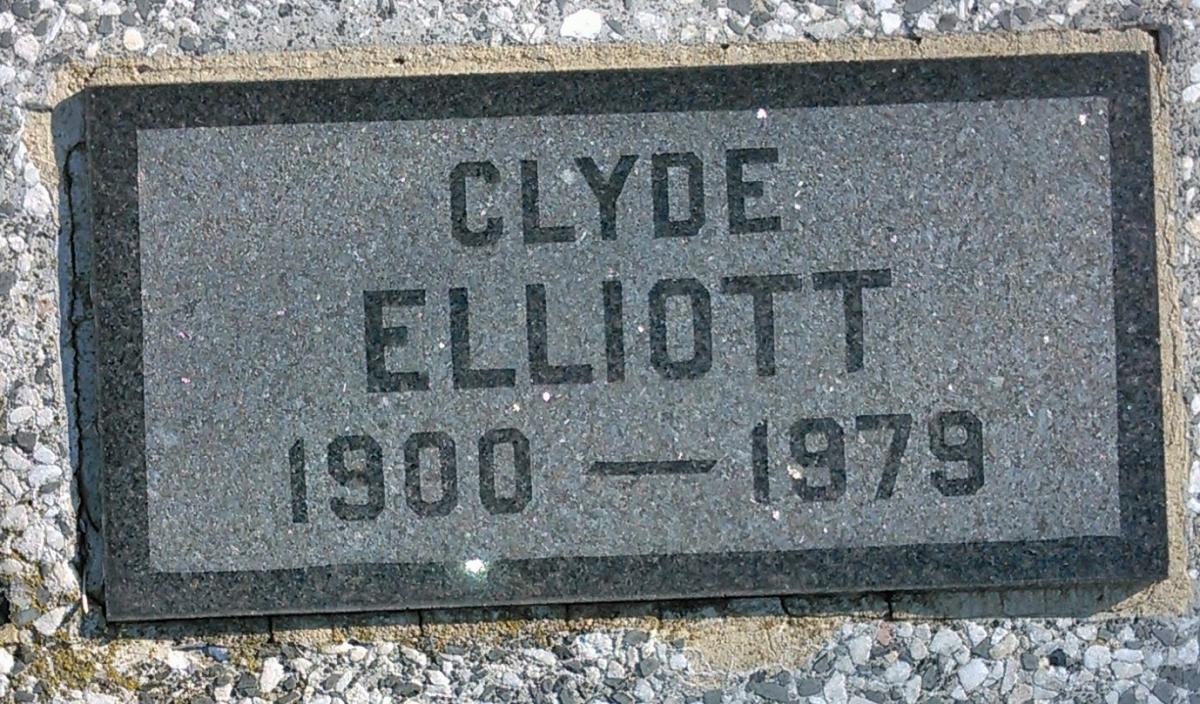 CLYDE
ELLIOTT
1900 — 1979